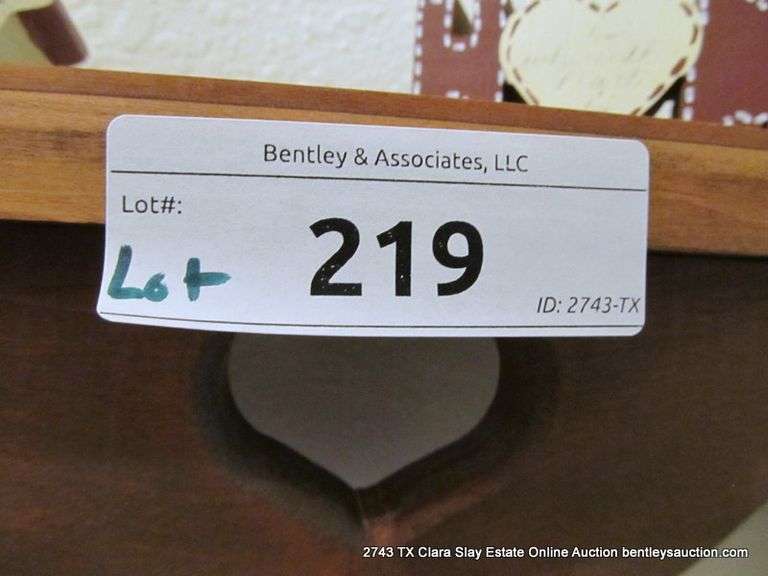 Bentley & Associates, LLC
Lot#:
219
Lot
ID: 2743-TX
2743 TX Clara Slay Estate Online Auction bentleysauction.com